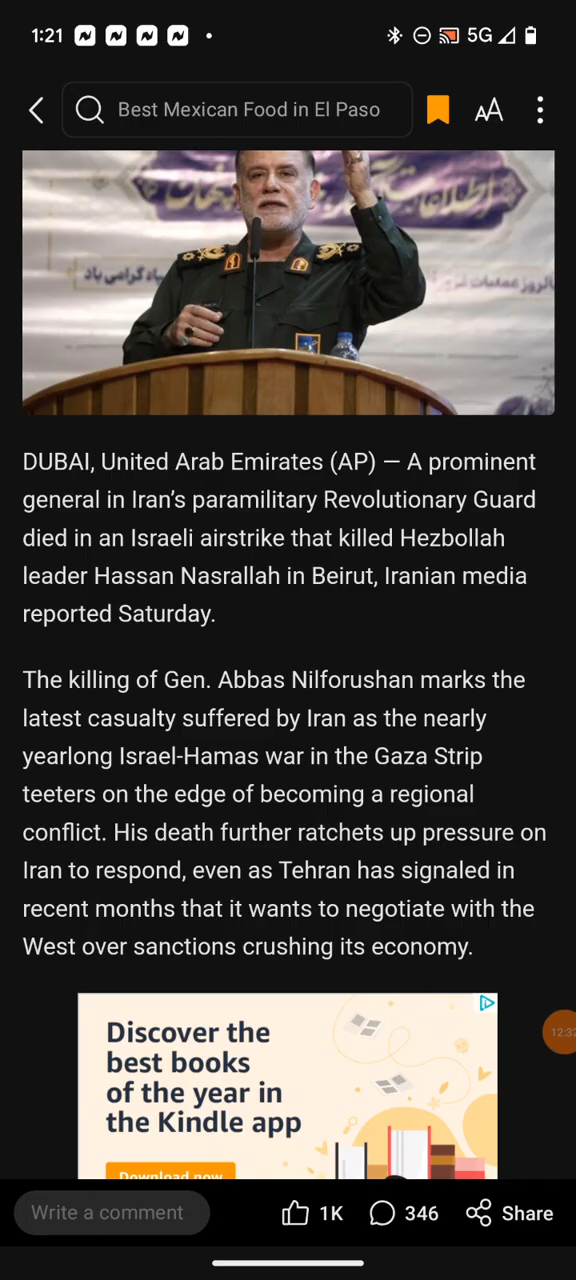 1:21
5G
Best Mexican Food in El Paso
AA
DUBAI, United Arab Emirates (AP) — A prominent
general in Iran’s paramilitary Revolutionary Guard
died in an Israeli airstrike that killed Hezbollah
leader Hassan Nasrallah in Beirut, Iranian media
reported Saturday.
The killing of Gen. Abbas Nilforushan marks the
latest casualty suffered by Iran as the nearly
yearlong Israel-Hamas war in the Gaza Strip
teeters on the edge of becoming a regional
conflict. His death further ratchets up pressure on
Iran to respond, even as Tehran has signaled in
recent months that it wants to negotiate with the
West over sanctions crushing its economy.
Discover the
best books
of the year in
the Kindle app
Download now
12:32
Write a comment
1K
346
Share